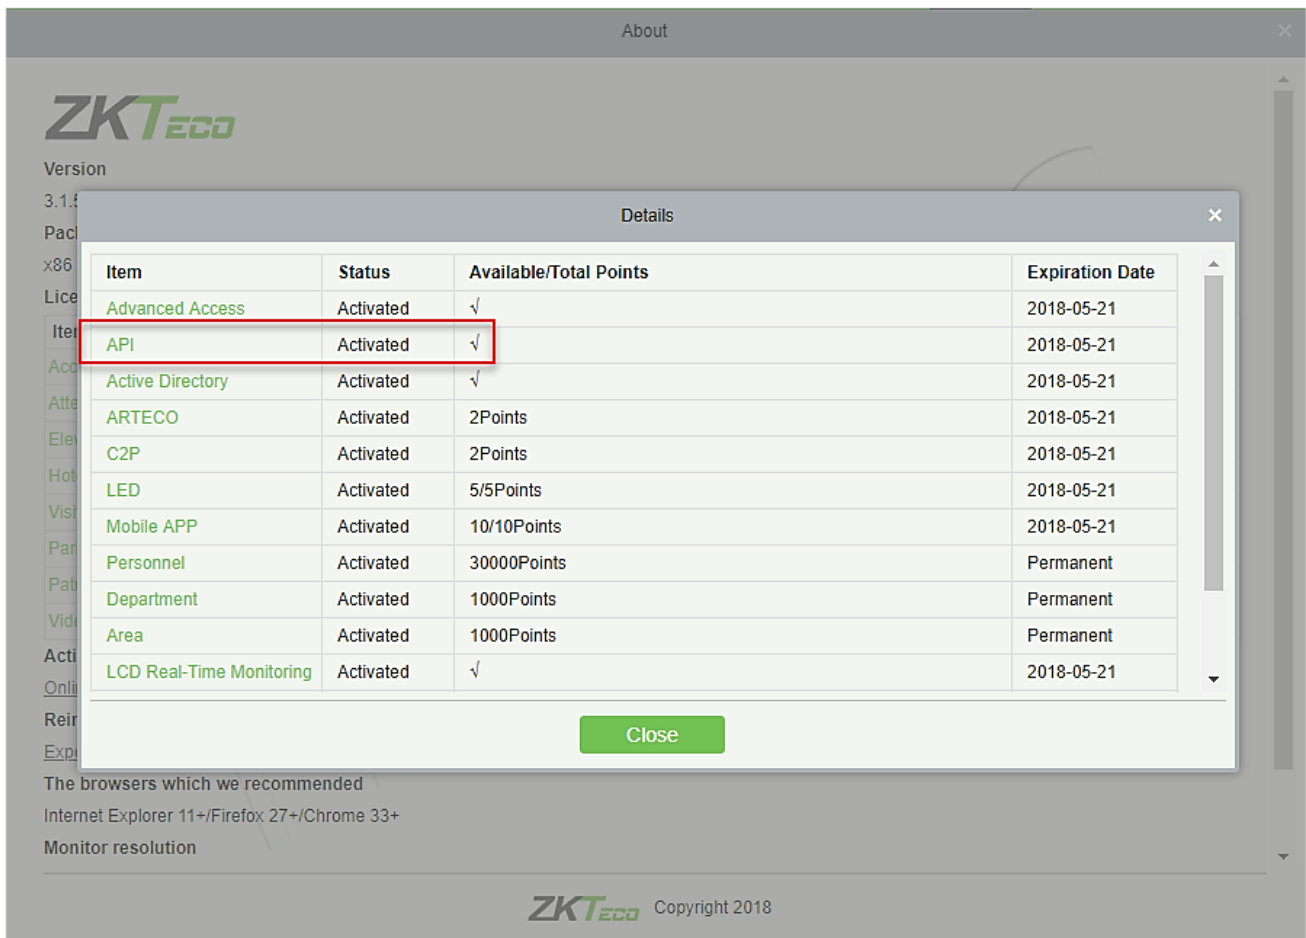 About
ZKTECO
Version
3.1.5
Details
Item Status Available/Total Points Expiration Date
Advanced Access Activated √ 2018-05-21
API Activated √ 2018-05-21
Active Directory Activated √ 2018-05-21
ARTECO Activated 2Points 2018-05-21
C2P Activated 2Points 2018-05-21
LED Activated 5/5Points 2018-05-21
Mobile APP Activated 10/10Points 2018-05-21
Personnel Activated 30000Points Permanent
Department Activated 1000Points Permanent
Area Activated 1000Points Permanent
LCD Real-Time Monitoring Activated √ 2018-05-21
Close
x86
The browsers which we recommended
Internet Explorer 11+/Firefox 27+/Chrome 33+
Monitor resolution
ZKTECO Copyright 2018